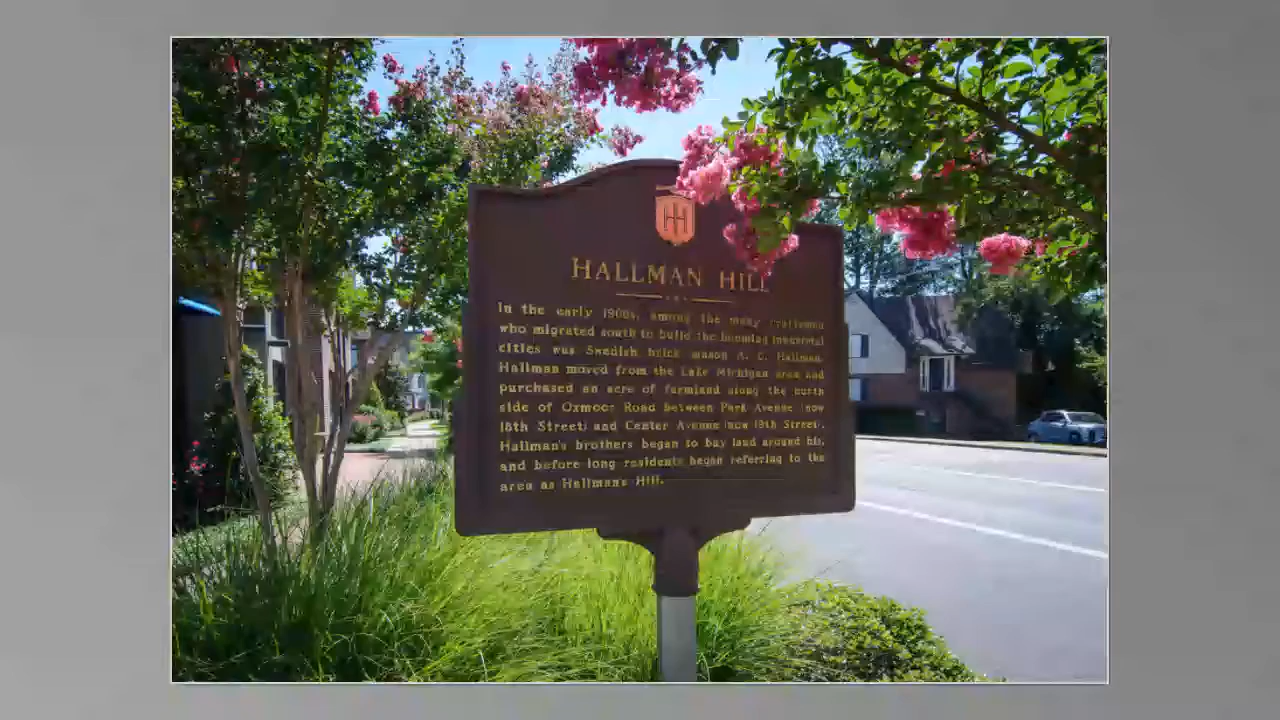 HH
HALLMAN HILL
In the early 1900s, among the many craftsmen
who migrated south to build the booming industrial
cities was Swedish brick mason A. C. Hallman.
Hallman moved from the Lake Michigan area and
purchased an acre of farmland along the north
side of Oxmoor Road between Park Avenue (now
18th Street) and Center Avenue (now 19th Street).
Hallman's brothers began to buy land around his,
and before long residents began referring to the
area as Hallman's Hill.